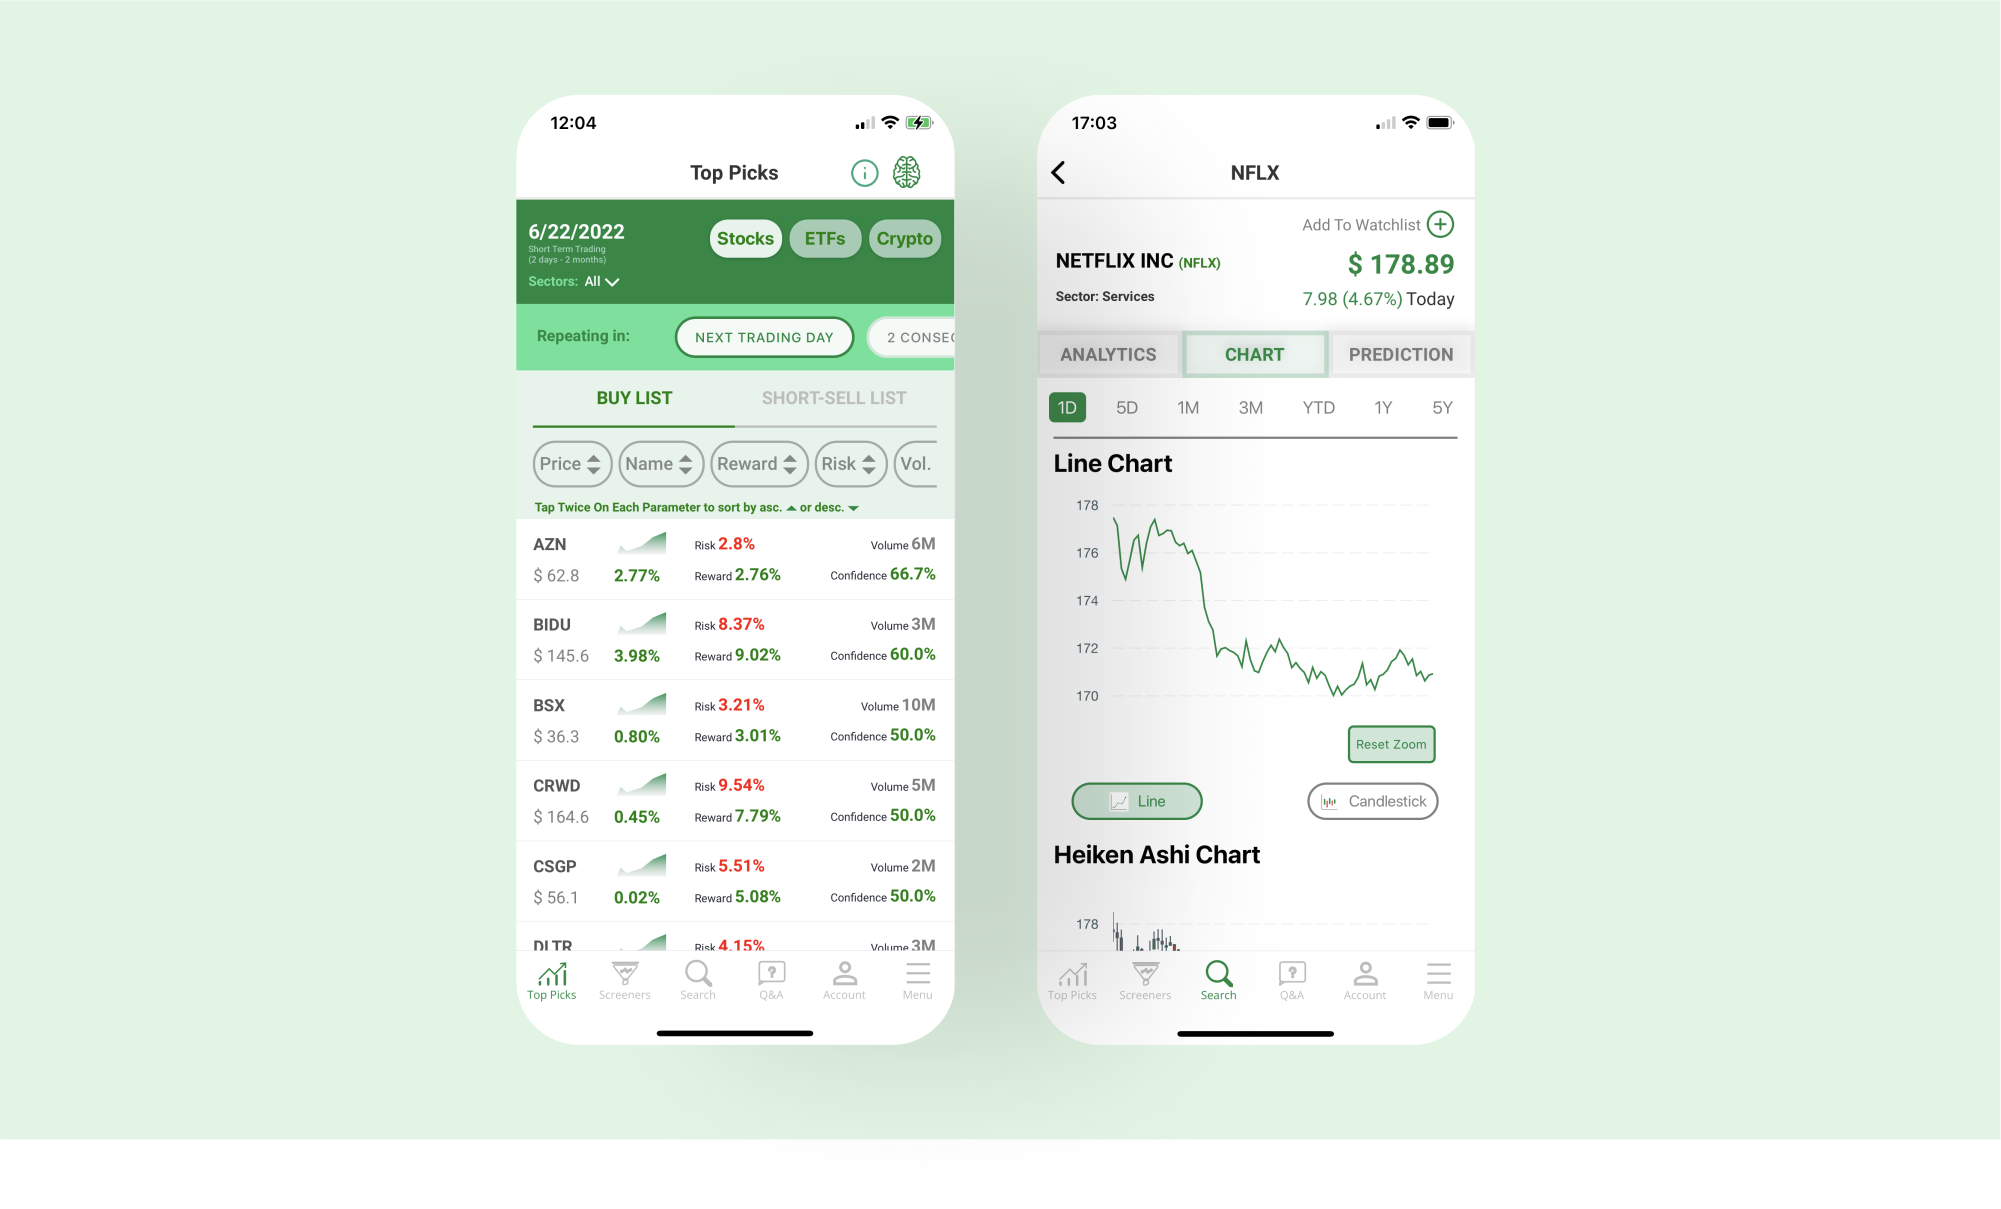 12:04
Top Picks
6/22/2022
Stocks
ETFs
Crypto
Short Term Trading
(2 days - 2 months)
Sectors: All
Repeating in:
NEXT TRADING DAY
2 CONSEC
BUY LIST
SHORT-SELL LIST
Price
Name
Reward
Risk
Vol.
Tap Twice On Each Parameter to sort by asc. or desc.
AZN
Risk 2.8%
Volume 6M
$ 62.8
2.77%
Reward 2.76%
Confidence 66.7%
BIDU
Risk 8.37%
Volume 3M
$ 145.6
3.98%
Reward 9.02%
Confidence 60.0%
BSX
Risk 3.21%
Volume 10M
$ 36.3
0.80%
Reward 3.01%
Confidence 50.0%
CRWD
Risk 9.54%
Volume 5M
$ 164.6
0.45%
Reward 7.79%
Confidence 50.0%
CSGP
Risk 5.51%
Volume 2M
$ 56.1
0.02%
Reward 5.08%
Confidence 50.0%
DLTR
Risk 4.15%
Volume 3M
Top Picks
Screeners
Search
Q&A
Account
Menu
17:03
NFLX
Add To Watchlist
NETFLIX INC (NFLX)
$ 178.89
Sector: Services
7.98 (4.67%) Today
ANALYTICS
CHART
PREDICTION
1D
5D
1M
3M
YTD
1Y
5Y
Line Chart
178
176
174
172
170
Reset Zoom
Line
Candlestick
Heiken Ashi Chart
178
Top Picks
Screeners
Search
Q&A
Account
Menu